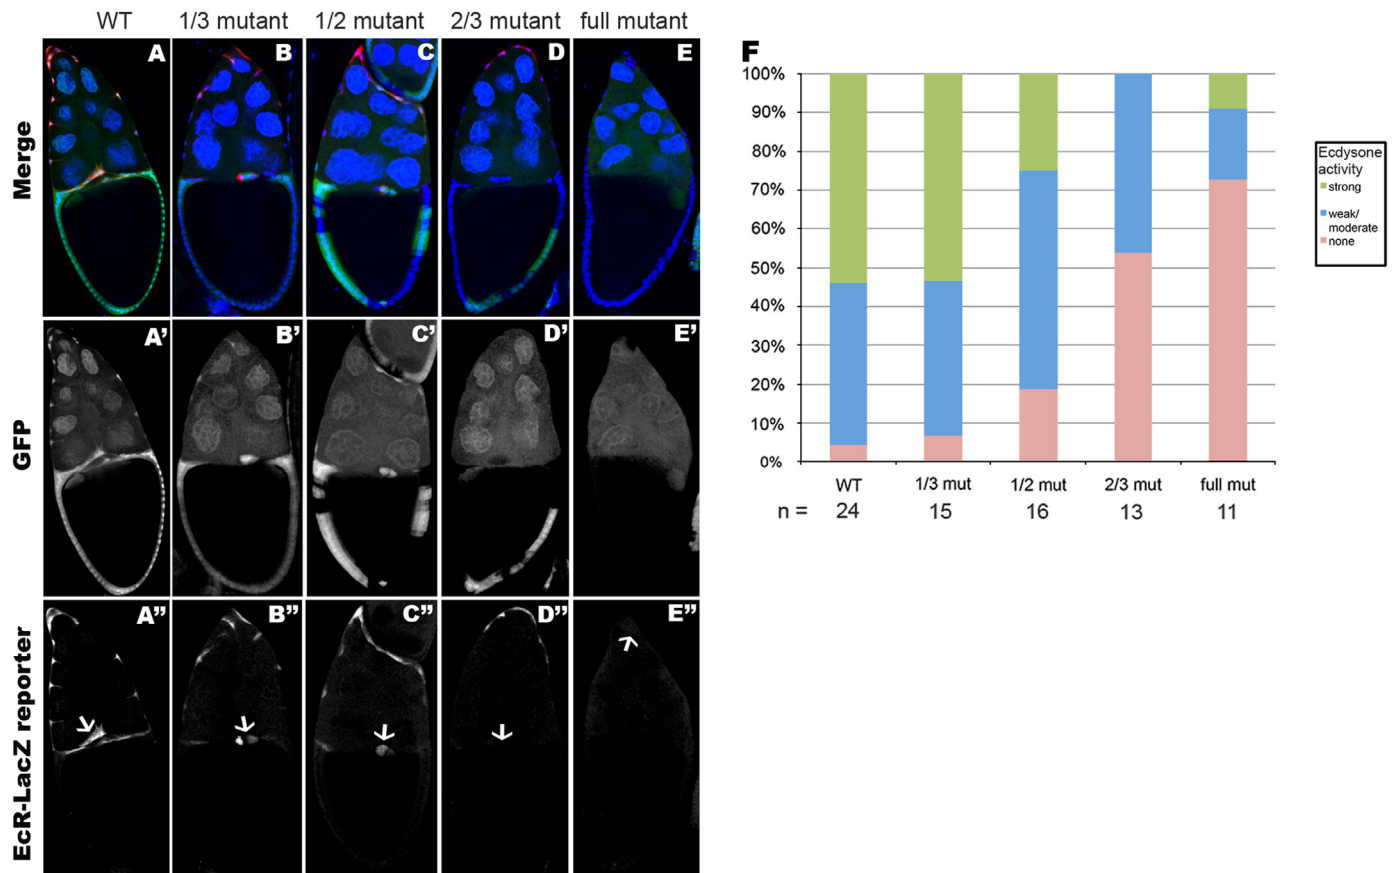 WT 1/3 mutant 1/2 mutant 2/3 mutant full mutant
Merge
A B C D E
GFP
A’ B’ C’ D’ E’
EcR-LacZ reporter
A” B” C” D” E”
F
100%
90%
80%
70%
60%
50%
40%
30%
20%
10%
0%
WT 1/3 mut 1/2 mut 2/3 mut full mut
n = 24 15 16 13 11
Ecdysone
activity
strong
weak/
moderate
none